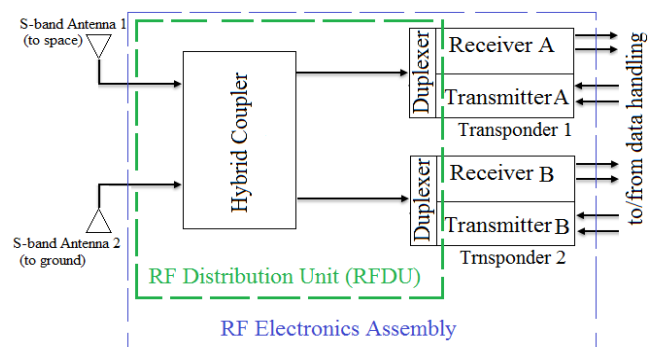 S-band Antenna 1
(to space)
Hybrid Coupler
Duplexer
Receiver A
Transmitter A
Transponder 1
Duplexer
Receiver B
Transmitter B
Trnsponder 2
to/from data handling
S-band Antenna 2
(to ground)
RF Distribution Unit (RFDU)
RF Electronics Assembly